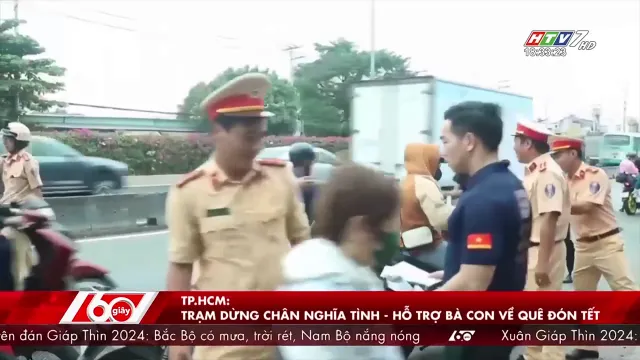 HTV7 HD
18:33:23
60 giây
TP.HCM:
TRẠM DỪNG CHÂN NGHĨA TÌNH - HỖ TRỢ BÀ CON VỀ QUÊ ĐÓN TẾT
yên đán Giáp Thìn 2024: Bắc Bộ có mưa, trời rét, Nam Bộ nắng nóng 60 Xuân Giáp Thìn 2024: